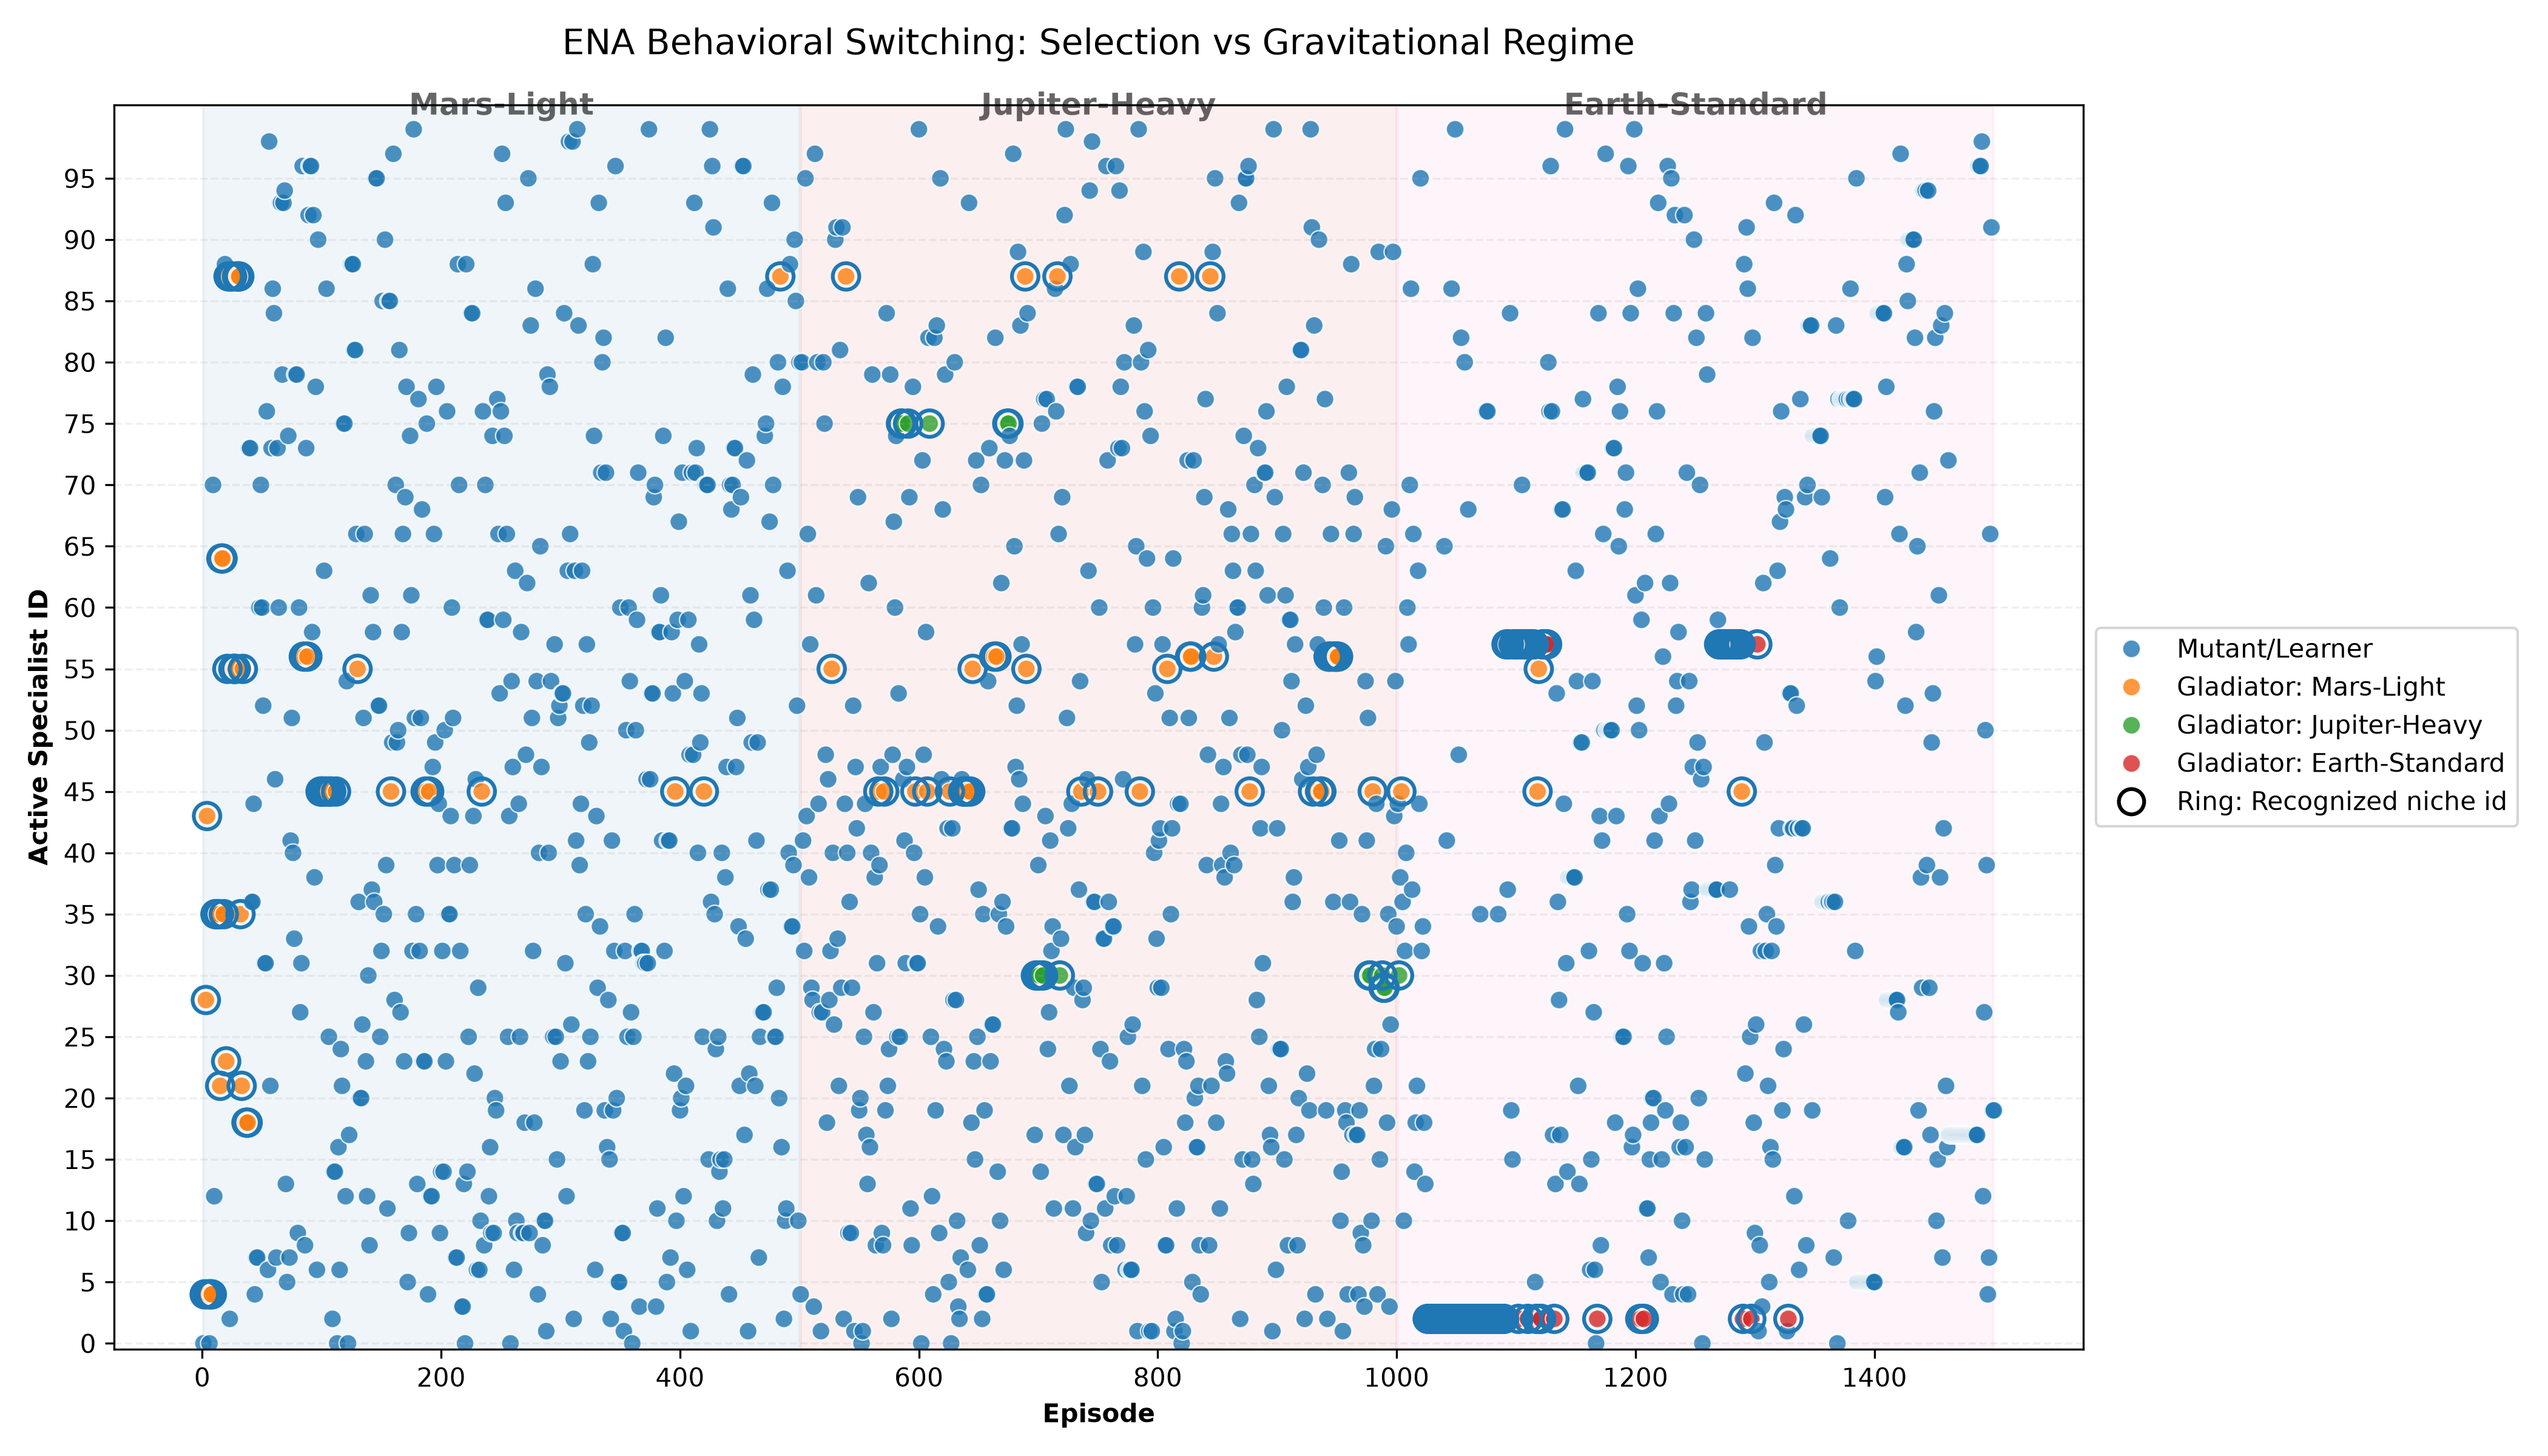 ENA Behavioral Switching: Selection vs Gravitational Regime
Mars-Light
Jupiter-Heavy
Earth-Standard
Active Specialist ID
95
90
85
80
75
70
65
60
55
50
45
40
35
30
25
20
15
10
5
0
0
200
400
600
800
1000
1200
1400
Episode
Mutant/Learner
Gladiator: Mars-Light
Gladiator: Jupiter-Heavy
Gladiator: Earth-Standard
Ring: Recognized niche id